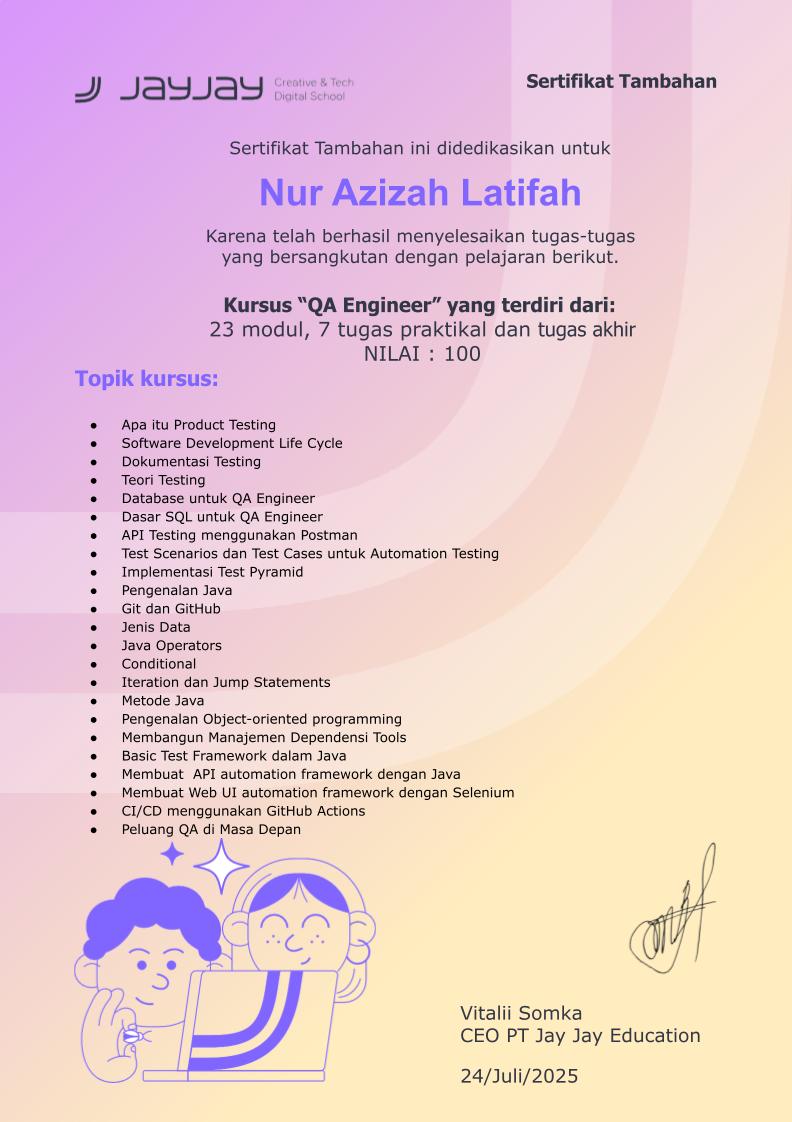 JayJay Creative & Tech
Digital School
Sertifikat Tambahan
Sertifikat Tambahan ini didedikasikan untuk
Nur Azizah Latifah
Karena telah berhasil menyelesaikan tugas-tugas
yang bersangkutan dengan pelajaran berikut.
Kursus “QA Engineer” yang terdiri dari:
23 modul, 7 tugas praktikal dan tugas akhir
NILAI : 100
Topik kursus:
● Apa itu Product Testing
● Software Development Life Cycle
● Dokumentasi Testing
● Teori Testing
● Database untuk QA Engineer
● Dasar SQL untuk QA Engineer
● API Testing menggunakan Postman
● Test Scenarios dan Test Cases untuk Automation Testing
● Implementasi Test Pyramid
● Pengenalan Java
● Git dan GitHub
● Jenis Data
● Java Operators
● Conditional
● Iteration dan Jump Statements
● Metode Java
● Pengenalan Object-oriented programming
● Membangun Manajemen Dependensi Tools
● Basic Test Framework dalam Java
● Membuat  API automation framework dengan Java
● Membuat Web UI automation framework dengan Selenium
● CI/CD menggunakan GitHub Actions
● Peluang QA di Masa Depan
Vitalii Somka
CEO PT Jay Jay Education
24/Juli/2025